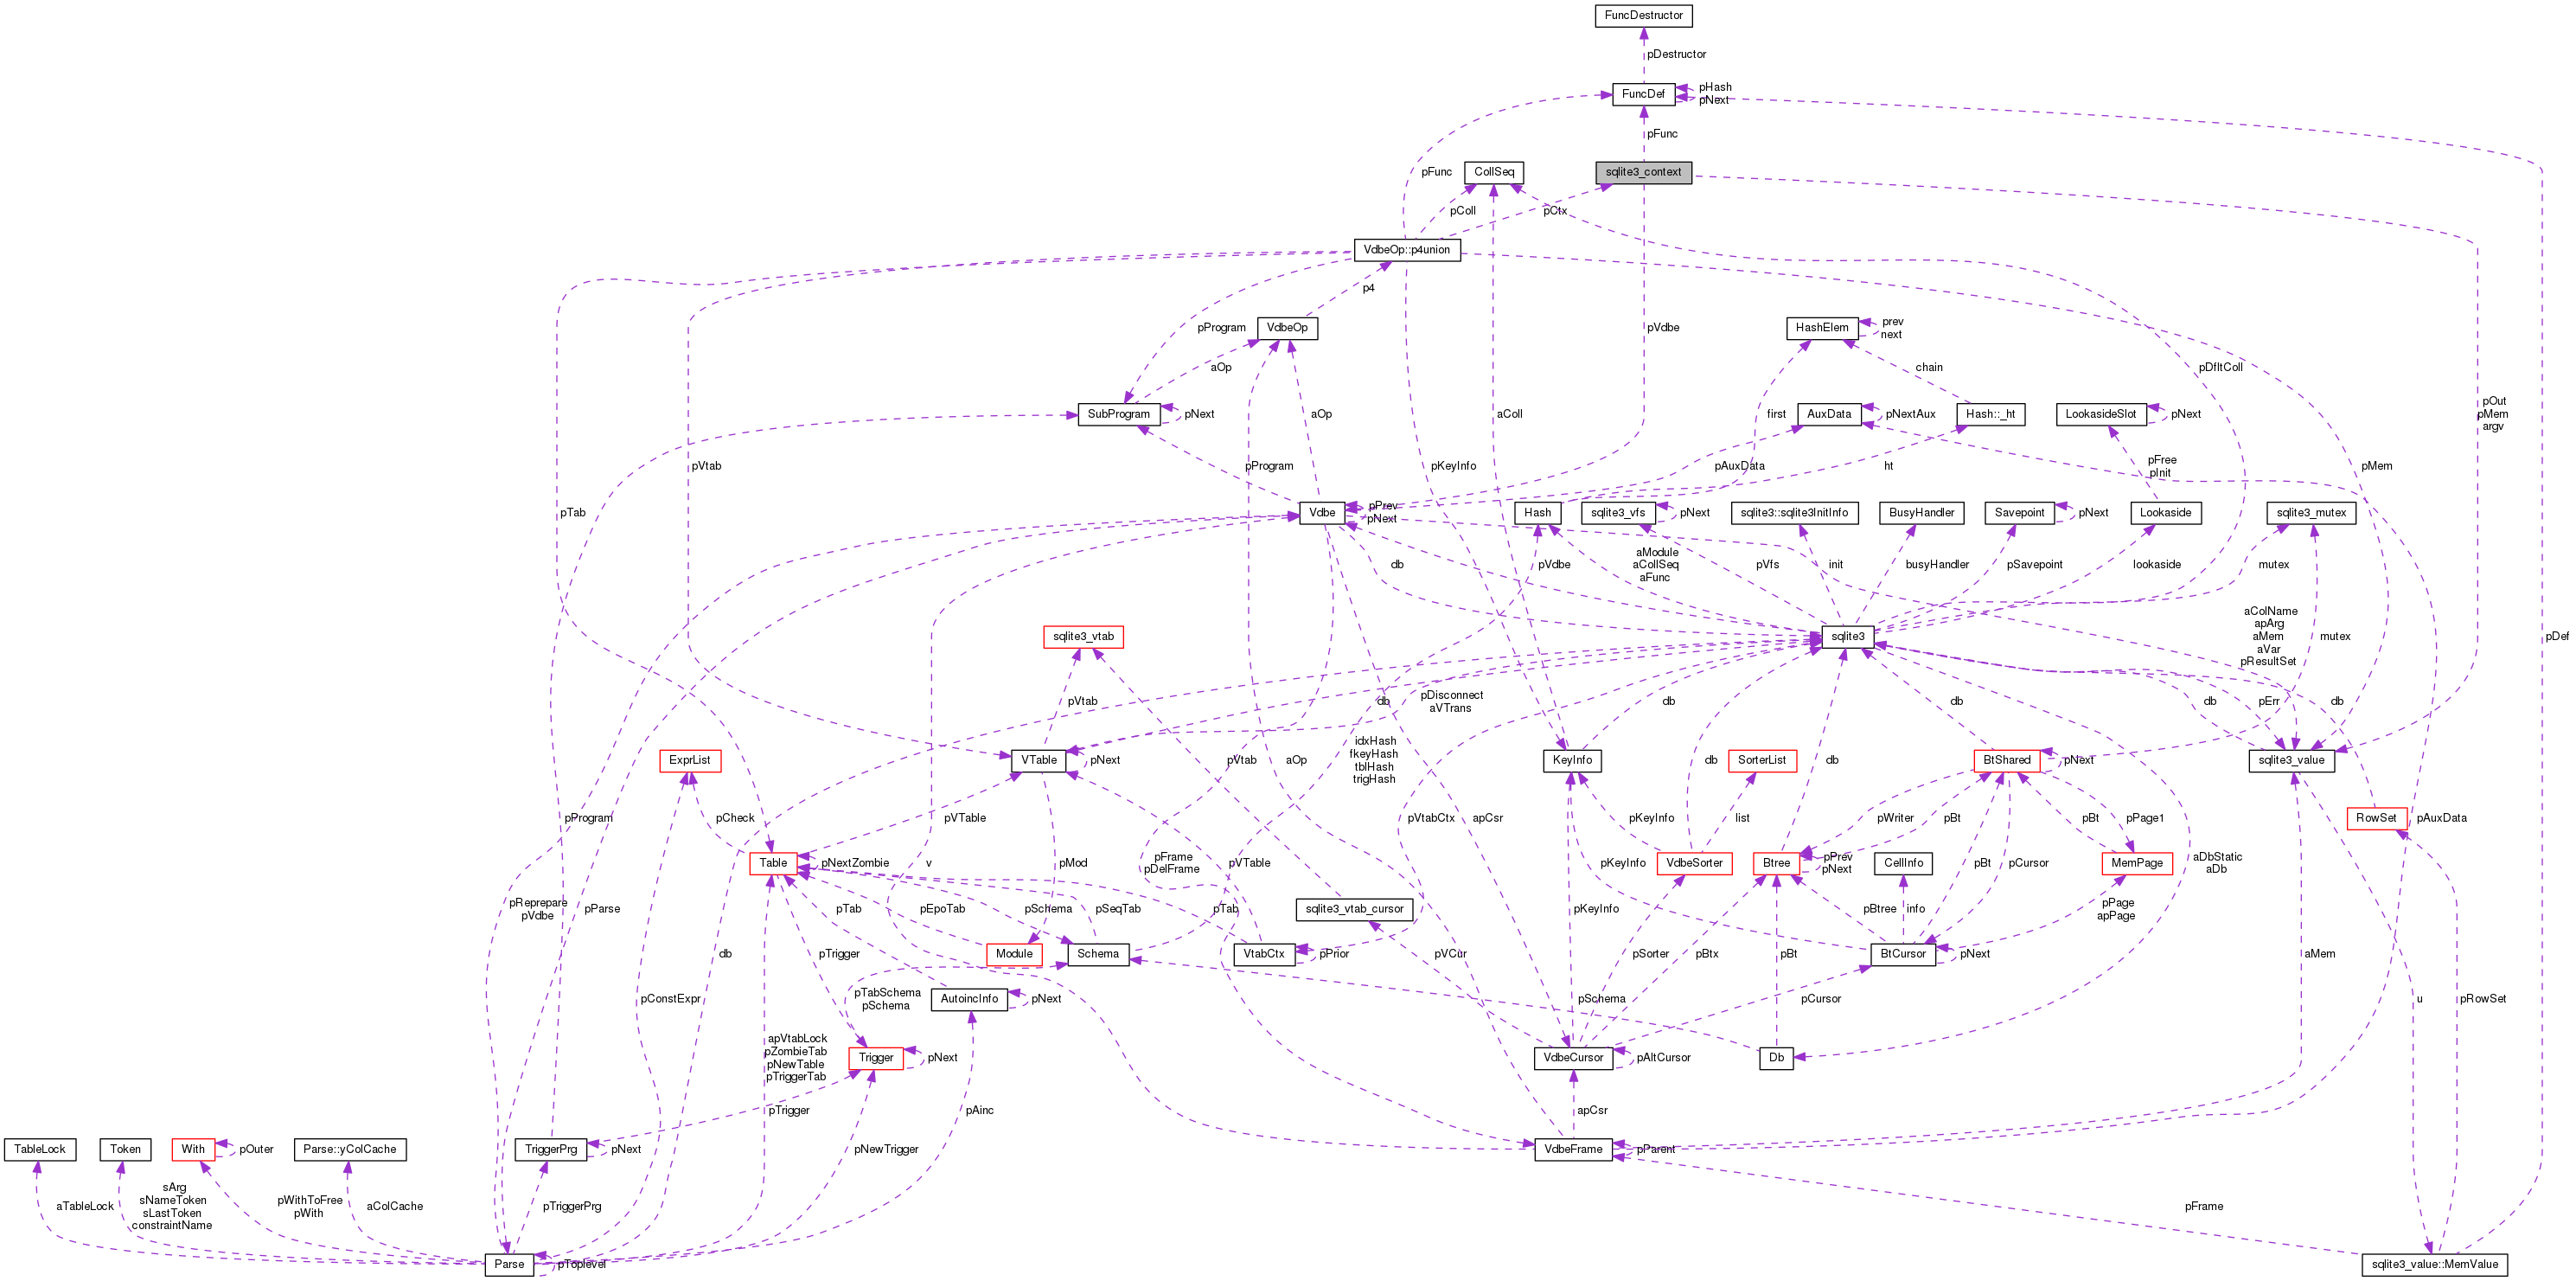 FuncDestructor
pDestructor
FuncDef
pHash
pNext
pFunc
pFunc
CollSeq
sqlite3_context
pColl
pCtx
VdbeOp::p4union
p4
pProgram
VdbeOp
pVdbe
HashElem
prev
next
aOp
chain
pDfltColl
SubProgram
pNext
aOp
aColl
first
AuxData
pNextAux
Hash::_ht
LookasideSlot
pNext
pOut
pMem
argv
pVtab
pProgram
pKeyInfo
pAuxData
ht
pFree
pInit
pMem
pTab
Vdbe
pPrev
pNext
Hash
sqlite3_vfs
pNext
sqlite3::sqlite3InitInfo
BusyHandler
Savepoint
pNext
Lookaside
sqlite3_mutex
db
pVdbe
aModule
aCollSeq
aFunc
pVfs
init
busyHandler
pSavepoint
lookaside
mutex
sqlite3_vtab
sqlite3
aColName
apArg
aMem
aVar
pResultSet
mutex
pDef
pVtab
db
pDisconnect
aVTrans
db
db
pErr
db
db
ExprList
VTable
pNext
idxHash
fkeyHash
tblHash
trigHash
pVtab
aOp
KeyInfo
db
SorterList
db
BtShared
pNext
sqlite3_value
pProgram
pCheck
pVTable
pVtabCtx
apCsr
pKeyInfo
list
pWriter
pBt
pBt
pPage1
RowSet
pAuxData
Table
pNextZombie
v
pMod
pFrame
pDelFrame
pVTable
pKeyInfo
VdbeSorter
Btree
pPrev
pNext
CellInfo
pCursor
pBt
MemPage
aDbStatic
aDb
pReprepare
pVdbe
pParse
pTab
pEpoTab
pSchema
pSeqTab
pTab
sqlite3_vtab_cursor
pKeyInfo
pBtree
info
pPage
apPage
pTrigger
Module
Schema
VtabCtx
pPrior
pVCur
pSorter
pBtx
pBt
BtCursor
pNext
aMem
db
pConstExpr
pTabSchema
pSchema
AutoincInfo
pNext
pSchema
pCursor
u
pRowSet
apVtabLock
pZombieTab
pNewTable
pTriggerTab
Trigger
pNext
VdbeCursor
pAltCursor
Db
pTrigger
pAinc
apCsr
TableLock
Token
With
pOuter
Parse::yColCache
TriggerPrg
pNext
pNewTrigger
VdbeFrame
pParent
aTableLock
sArg
sNameToken
sLastToken
constraintName
pWithToFree
pWith
aColCache
pTriggerPrg
pFrame
Parse
pToplevel
sqlite3_value::MemValue